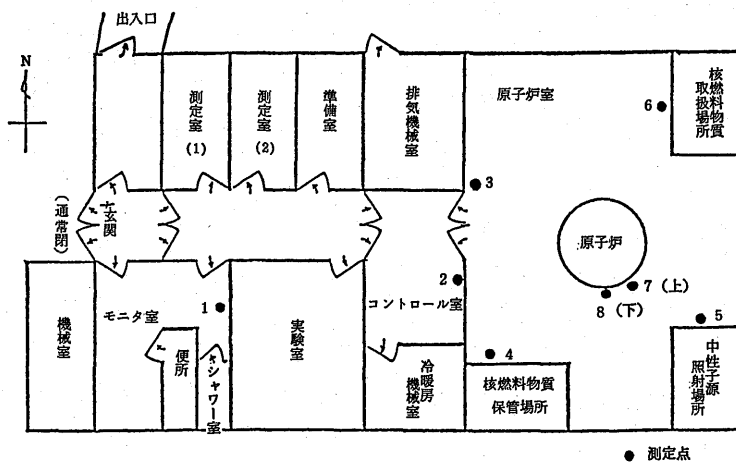 出入口
N
測定室
(1)
測定室
(2)
準備室
排気機械室
原子炉室
6
核燃料物質
取扱場所
3
(通常閉)
玄関
原子炉
7 (上)
8 (下)
5
機械室
モニタ室
1
便所
シャワー室
実験室
2
コントロール室
冷暖房
機械室
4
核燃料物質
保管場所
中性子源
照射場所
● 測定点